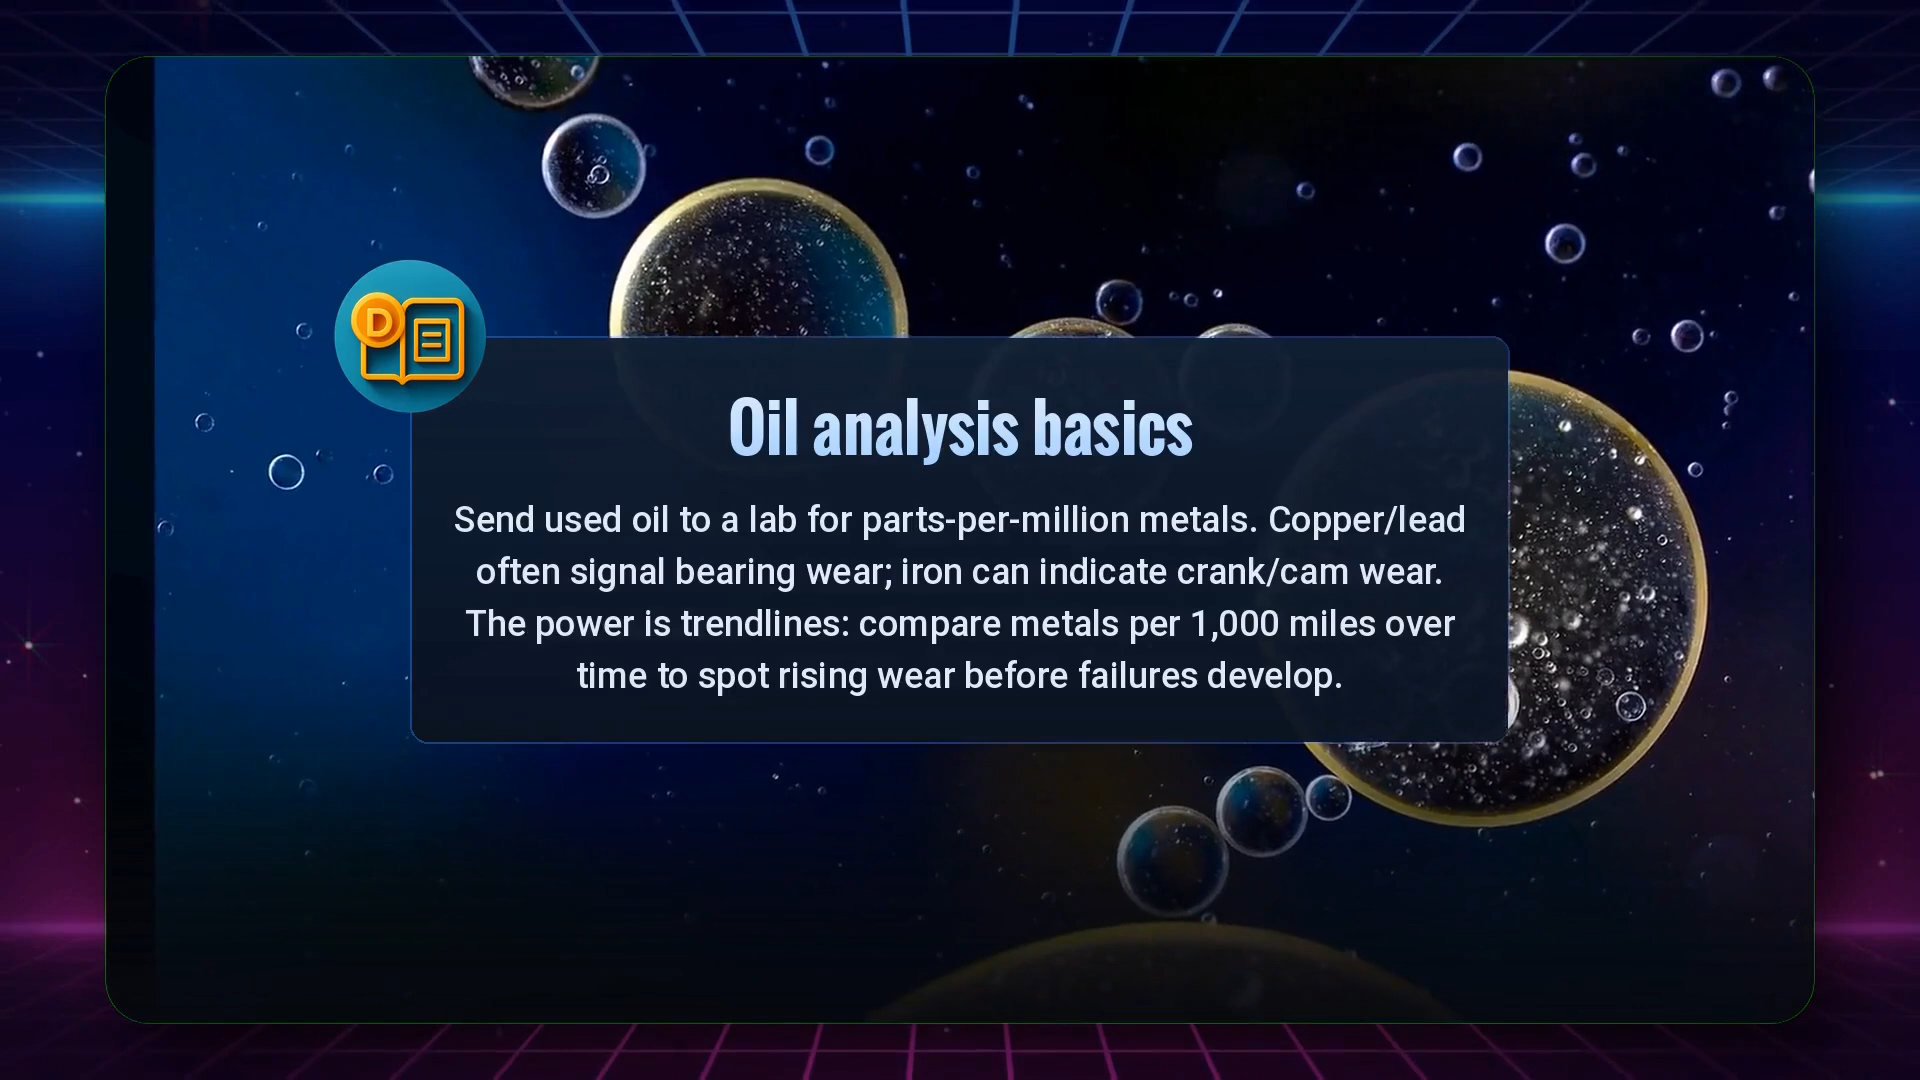 D
Oil analysis basics
Send used oil to a lab for parts-per-million metals. Copper/lead
often signal bearing wear; iron can indicate crank/cam wear.
The power is trendlines: compare metals per 1,000 miles over
time to spot rising wear before failures develop.